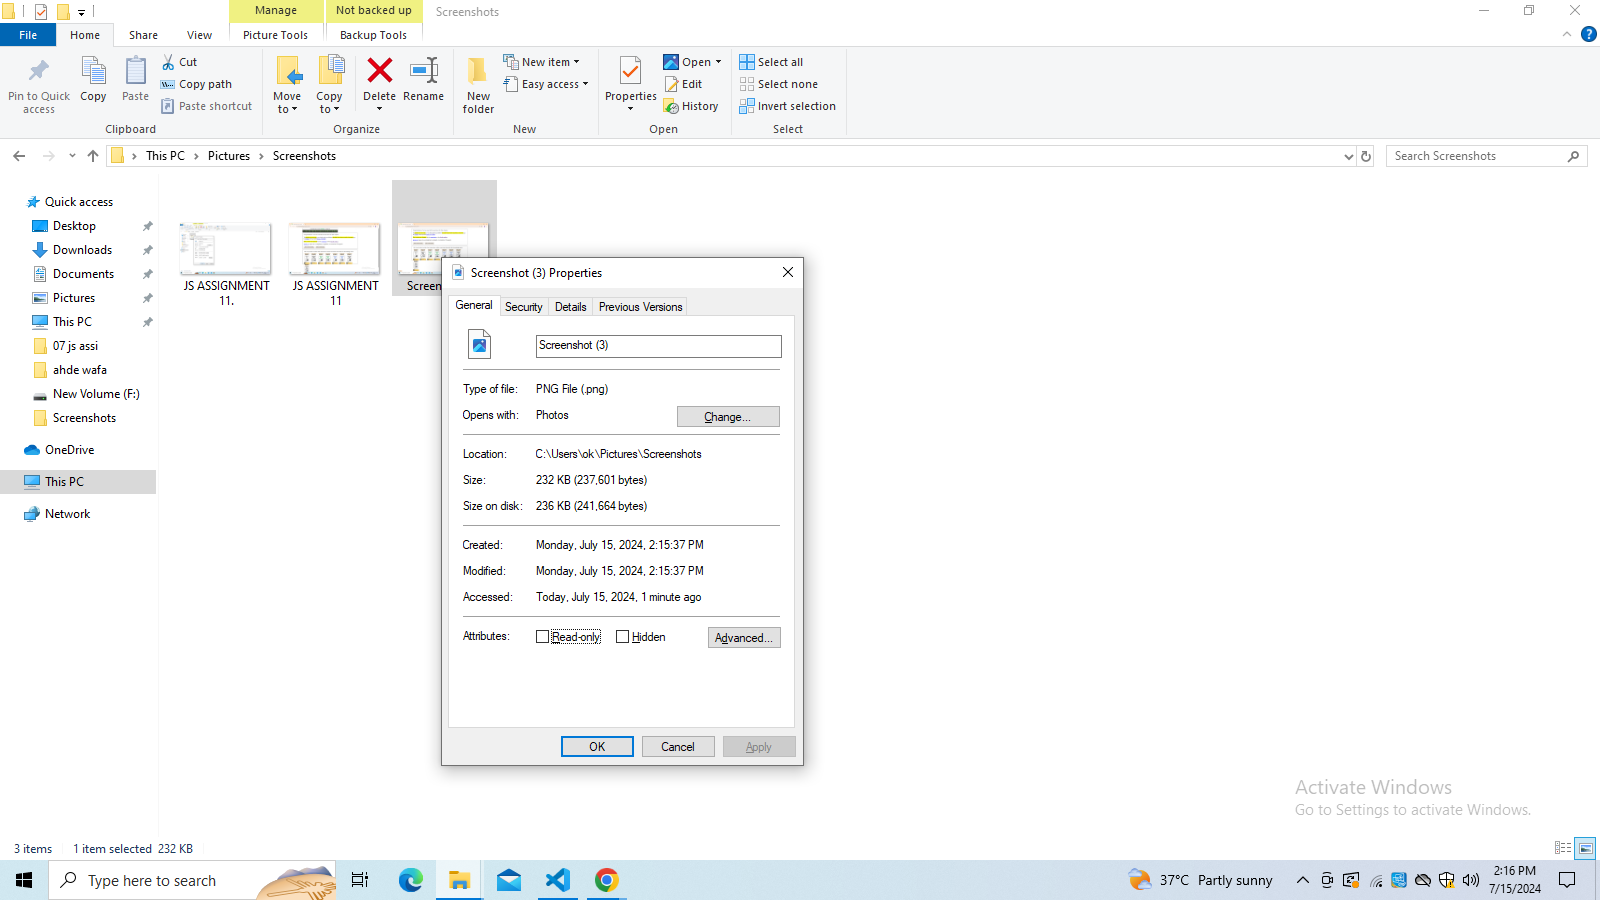 Manage
Not backed up
Screenshots
File
Home
Share
View
Picture Tools
Backup Tools
Pin to Quick access
Copy
Paste
Cut
Copy path
Paste shortcut
Clipboard
Move to
Copy to
Delete
Rename
Organize
New folder
New item
Easy access
New
Properties
Open
Edit
History
Open
Select all
Select none
Invert selection
Select
This PC > Pictures > Screenshots
Search Screenshots
Quick access
Desktop
Downloads
Documents
Pictures
This PC
07 js assi
ahde wafa
New Volume (F:)
Screenshots
OneDrive
This PC
Network
JS ASSIGNMENT
11.
JS ASSIGNMENT
11
Screen
Screenshot (3) Properties
General
Security
Details
Previous Versions
Screenshot (3)
Type of file: PNG File (.png)
Opens with: Photos
Change...
Location: C:\Users\ok\Pictures\Screenshots
Size: 232 KB (237,601 bytes)
Size on disk: 236 KB (241,664 bytes)
Created: Monday, July 15, 2024, 2:15:37 PM
Modified: Monday, July 15, 2024, 2:15:37 PM
Accessed: Today, July 15, 2024, 1 minute ago
Attributes: Read-only Hidden Advanced...
OK
Cancel
Apply
Activate Windows
Go to Settings to activate Windows.
3 items 1 item selected 232 KB
Type here to search
37°C Partly sunny
2:16 PM
7/15/2024